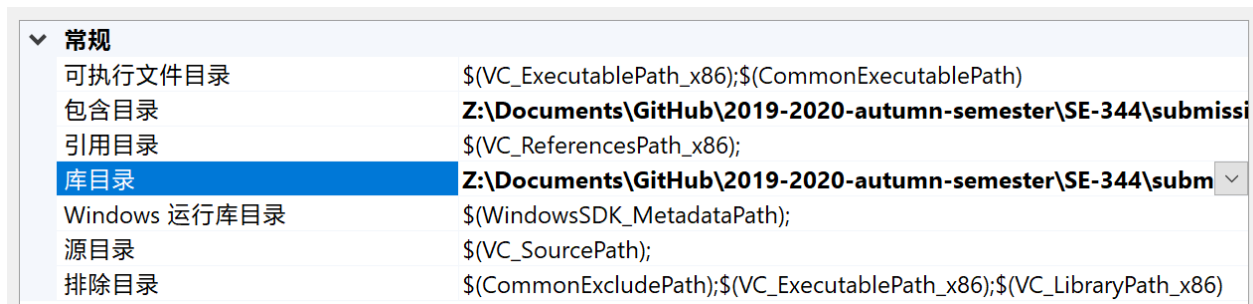 常规
可执行文件目录 $(VC_ExecutablePath_x86);$(CommonExecutablePath)
包含目录 Z:\Documents\GitHub\2019-2020-autumn-semester\SE-344\submissi
引用目录 $(VC_ReferencesPath_x86);
库目录 Z:\Documents\GitHub\2019-2020-autumn-semester\SE-344\subm
Windows 运行库目录 $(WindowsSDK_MetadataPath);
源目录 $(VC_SourcePath);
排除目录 $(CommonExcludePath);$(VC_ExecutablePath_x86);$(VC_LibraryPath_x86)